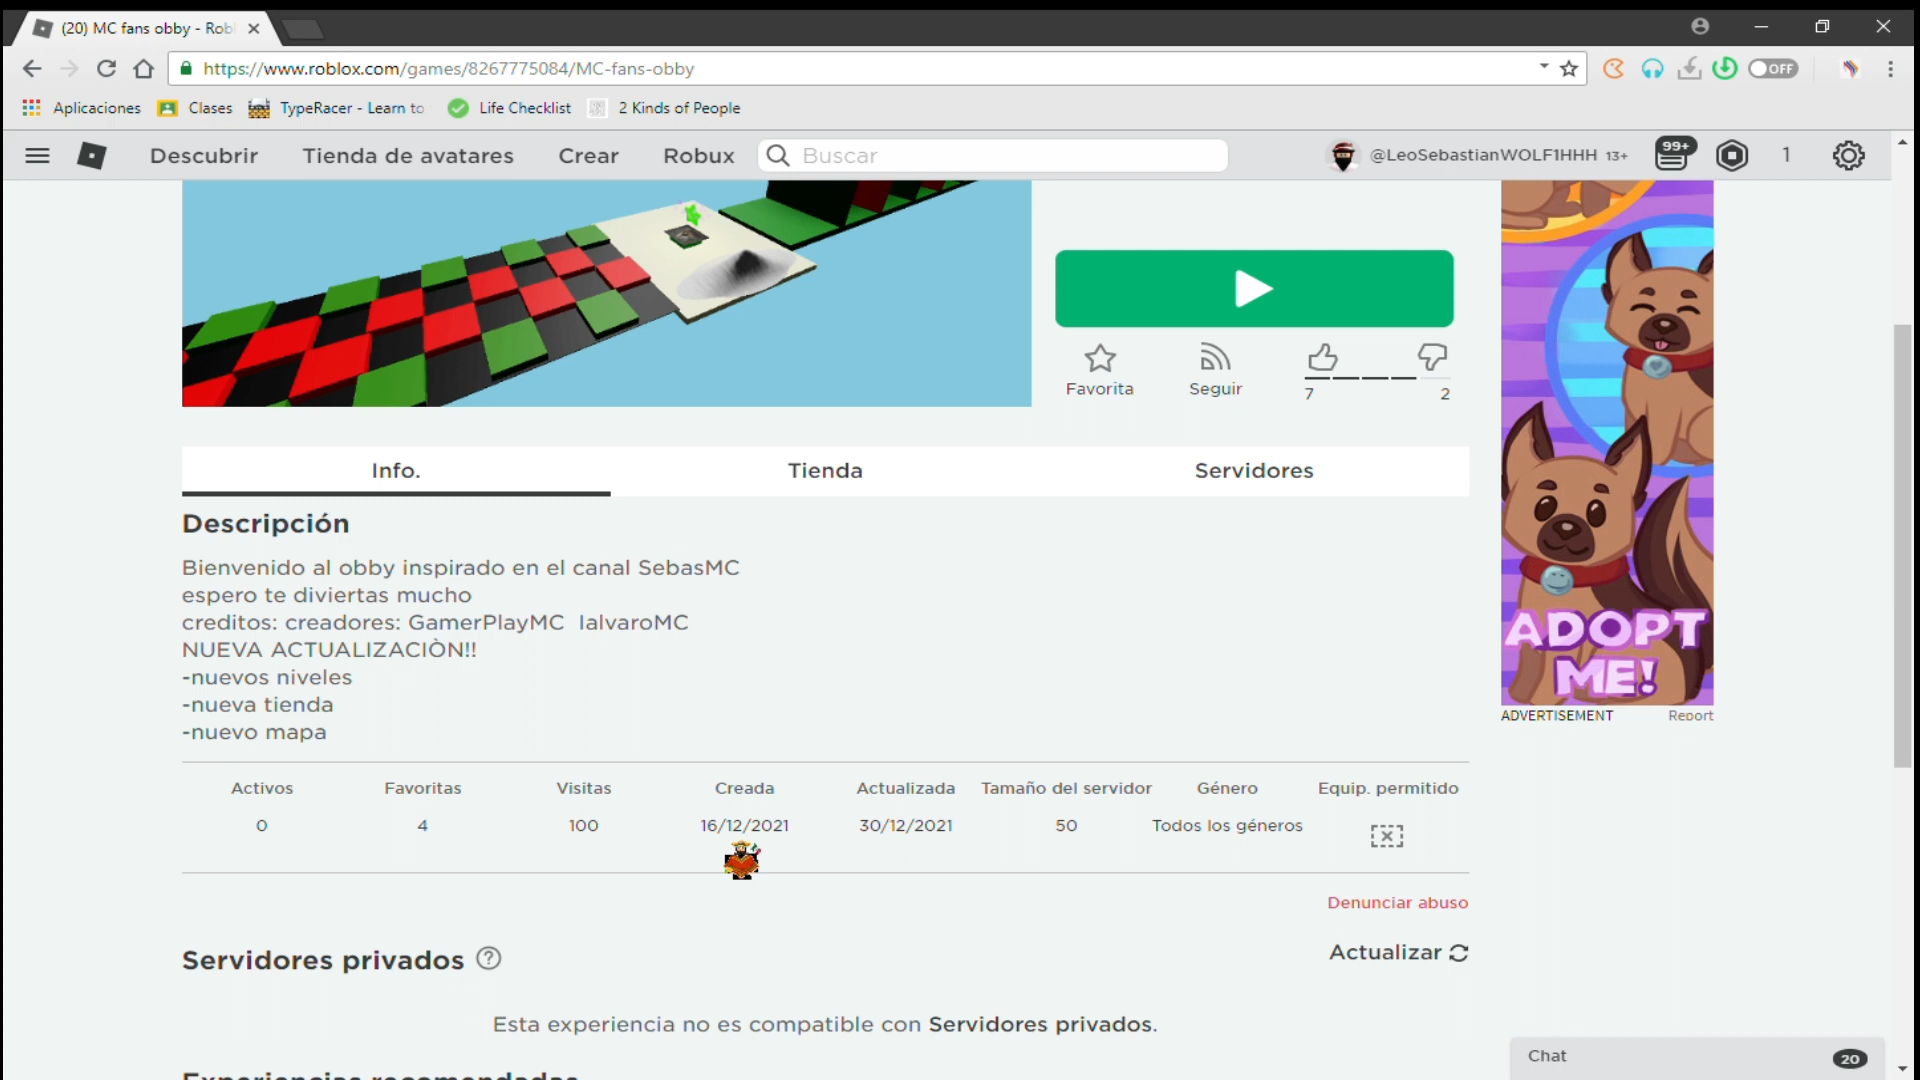 (20) MC fans obby - Rob
https://www.roblox.com/games/8267775084/MC-fans-obby
OFF
Aplicaciones
Clases
TypeRacer - Learn to
Life Checklist
2 Kinds of People
Descubrir
Tienda de avatares
Crear
Robux
Buscar
@LeoSebastianWOLF1HHH 13+
99+
1
Favorita
Seguir
7
2
Info.
Tienda
Servidores
Descripción
Bienvenido al obby inspirado en el canal SebasMC
espero te diviertas mucho
creditos: creadores: GamerPlayMC lalvaroMC
NUEVA ACTUALIZACIÒN!!
-nuevos niveles
-nueva tienda
-nuevo mapa
Activos Favoritas Visitas Creada Actualizada Tamaño del servidor Género Equip. permitido
0 4 100 16/12/2021 30/12/2021 50 Todos los géneros
Denunciar abuso
Servidores privados
Actualizar
Esta experiencia no es compatible con Servidores privados.
Experiencias recomendadas
ADOPT
ME!
ADVERTISEMENT
Report
Chat
20